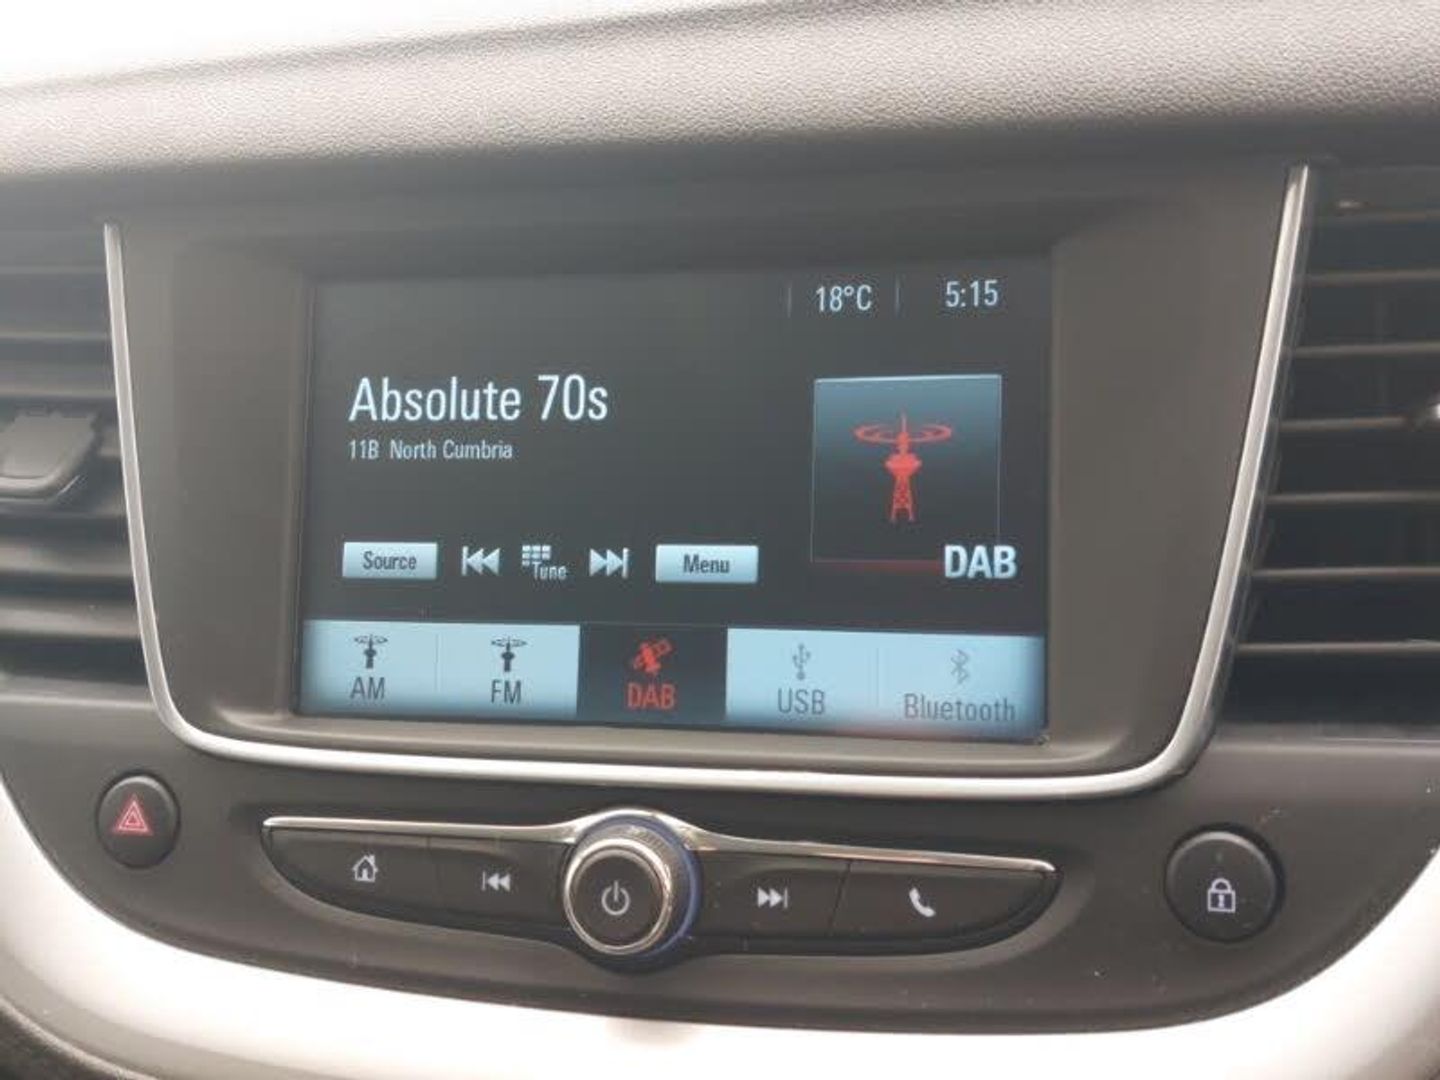 18°C 5:15
Absolute 70s
11B North Cumbria
Source Tune Menu
DAB
AM FM DAB USB Bluetooth